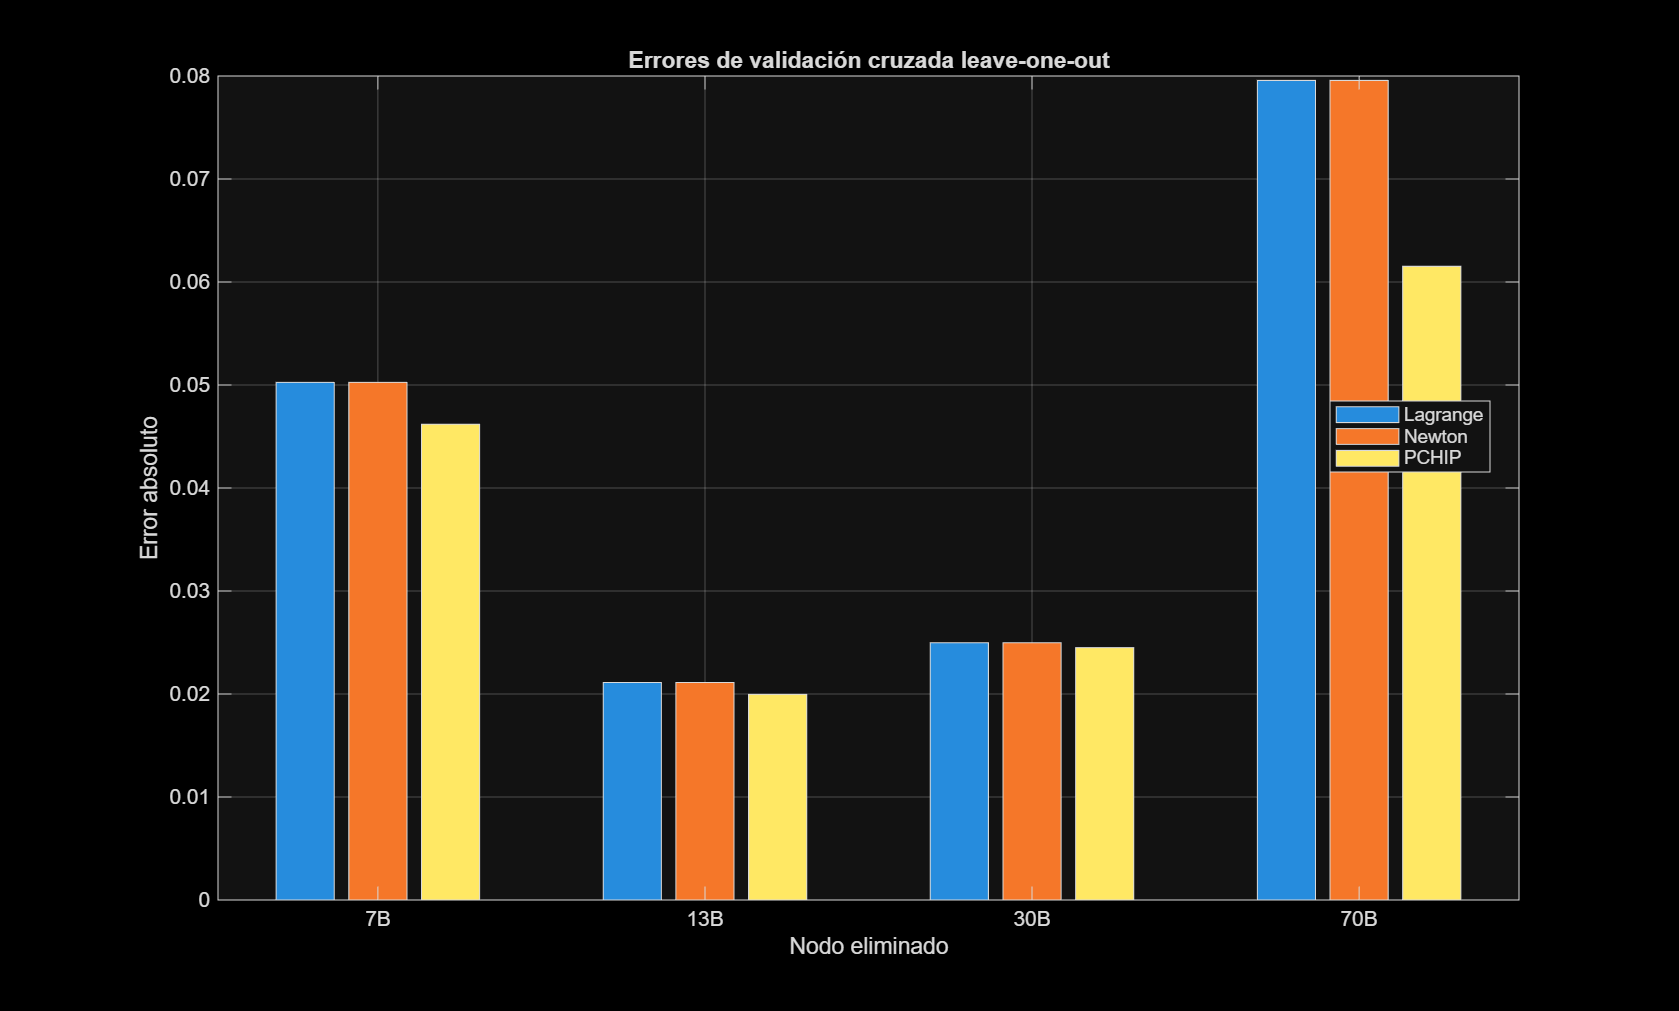 Errores de validación cruzada leave-one-out
0.08
0.07
0.06
0.05
0.04
0.03
0.02
0.01
0
Error absoluto
Lagrange
Newton
PCHIP
7B 13B 30B 70B
Nodo eliminado